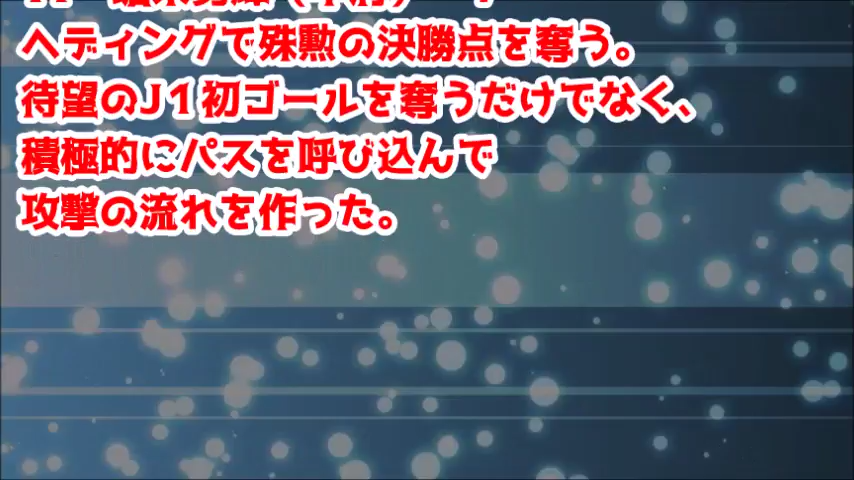 ヘディングで殊勲の決勝点を奪う。
待望のJ1初ゴールを奪うだけでなく、
積極的にパスを呼び込んで
攻撃の流れを作った。